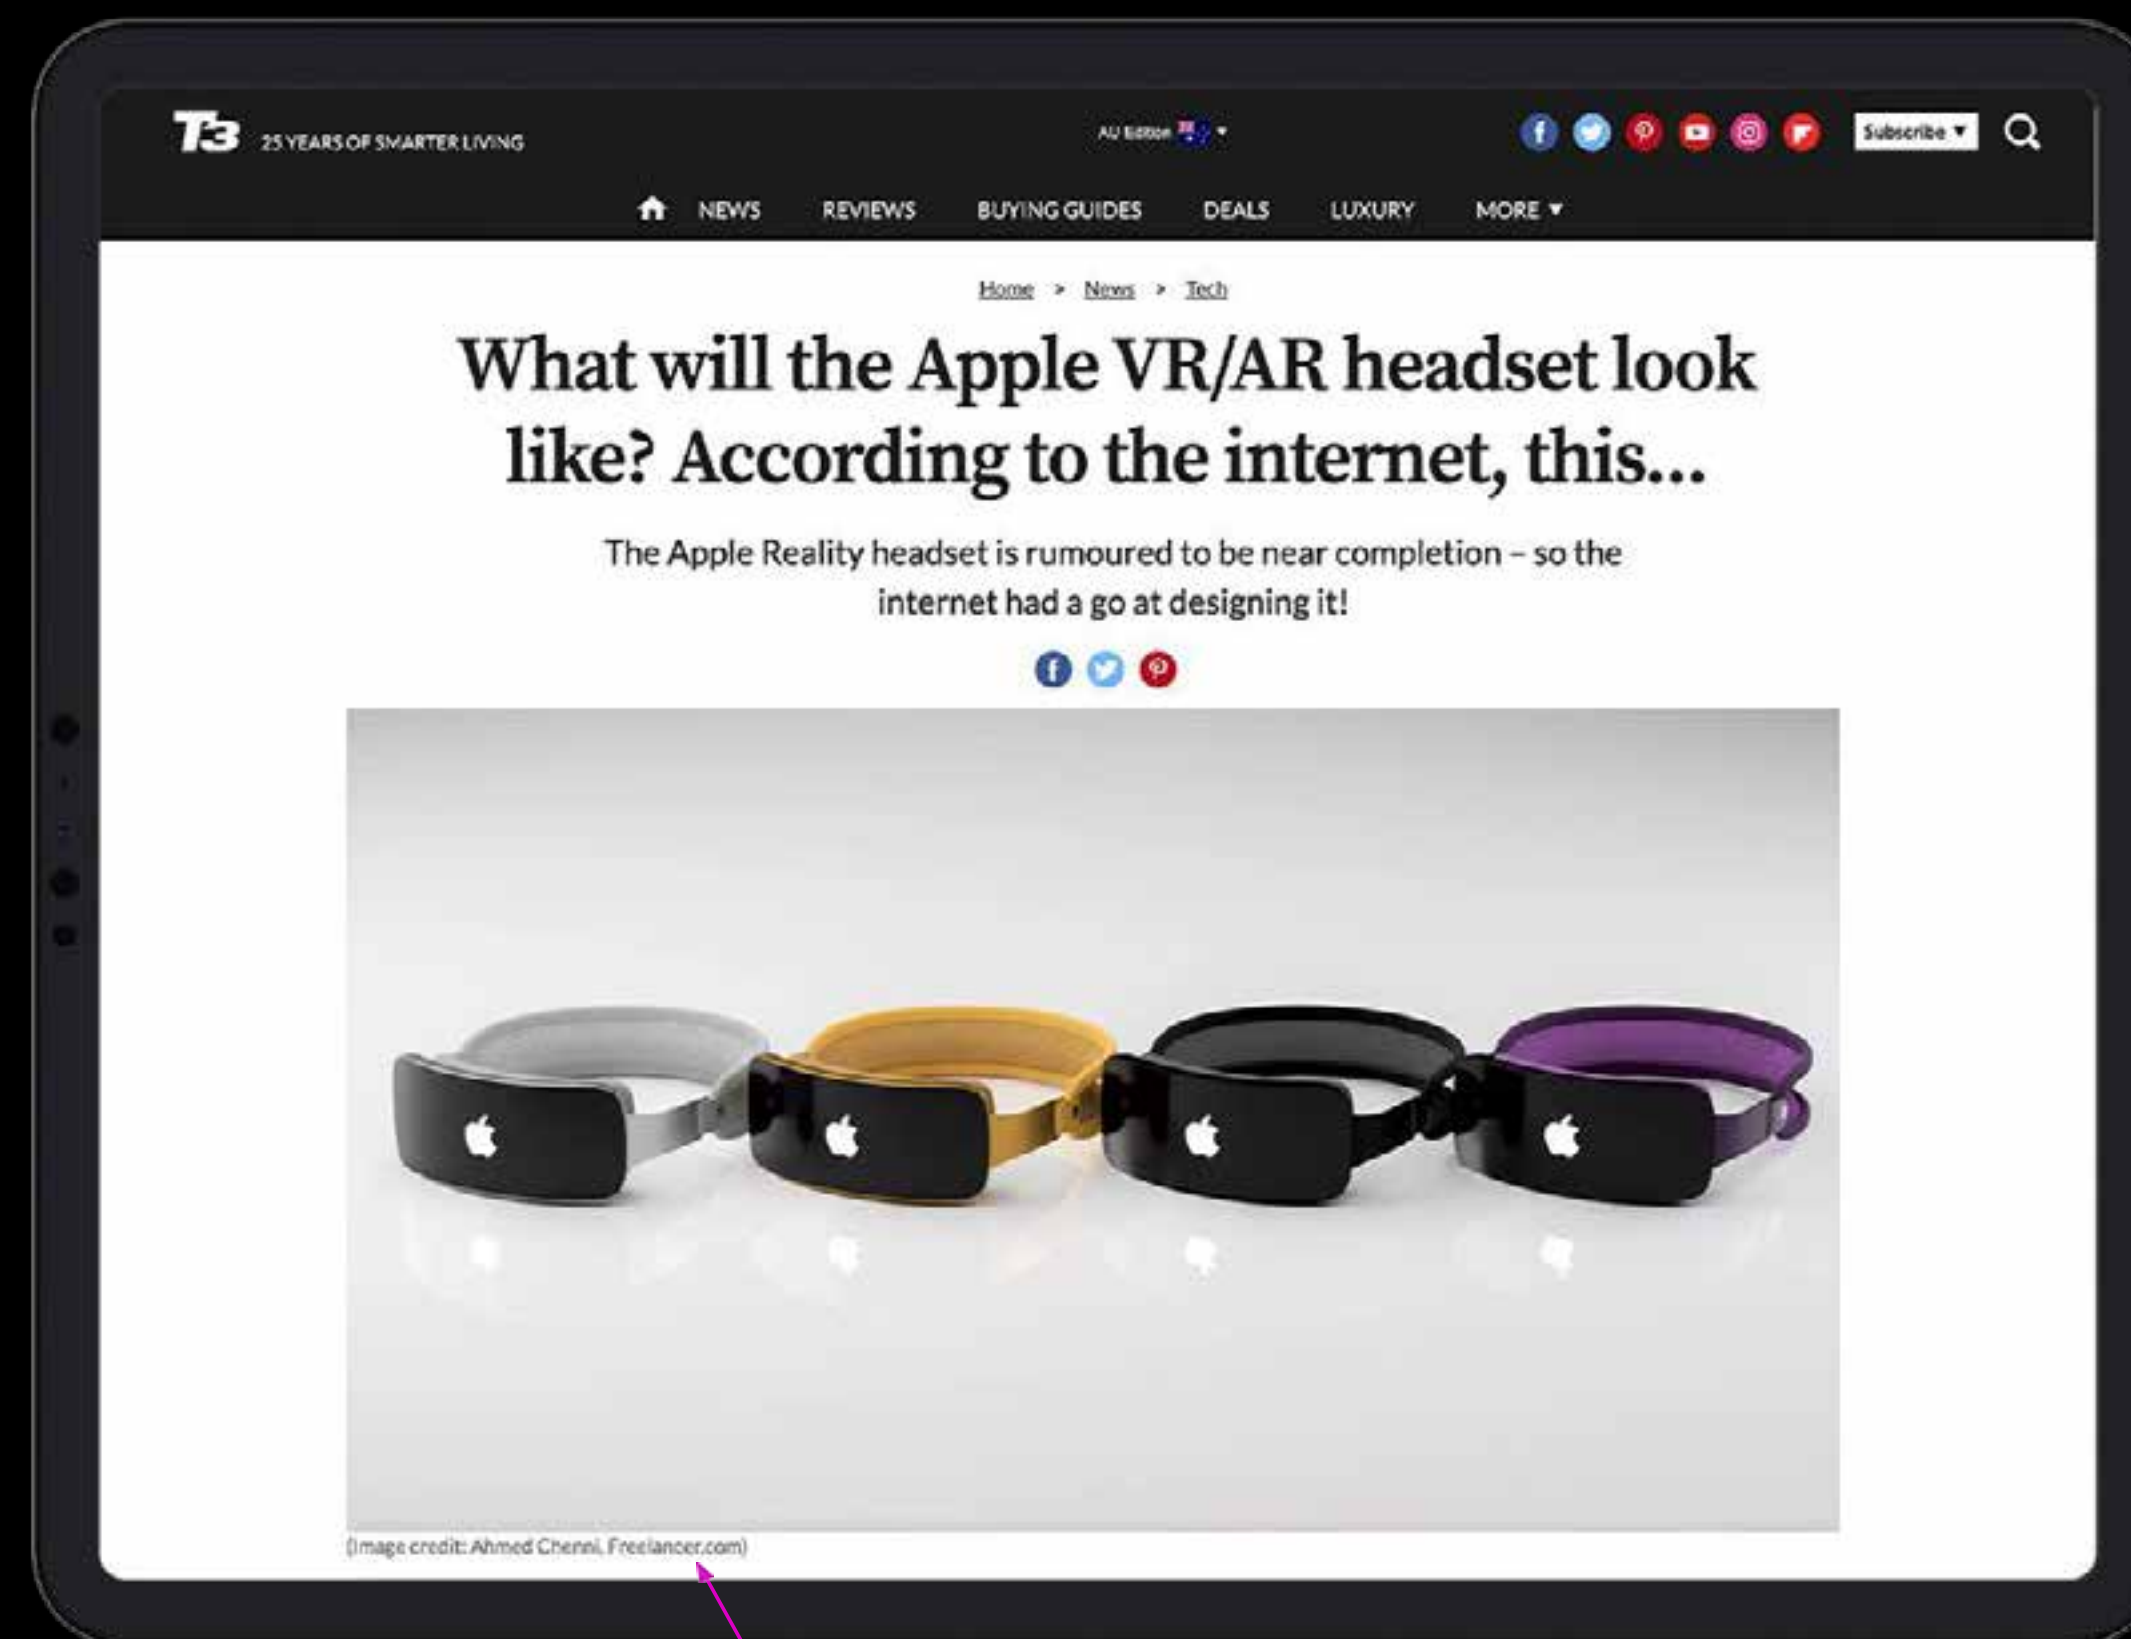 T3 25 YEARS OF SMARTER LIVING AU Edition Subscribe
NEWS REVIEWS BUYING GUIDES DEALS LUXURY MORE
Home > News > Tech
What will the Apple VR/AR headset look
like? According to the internet, this...
The Apple Reality headset is rumoured to be near completion – so the
internet had a go at designing it!
(Image credit: Ahmed Chenni, Freelancer.com)